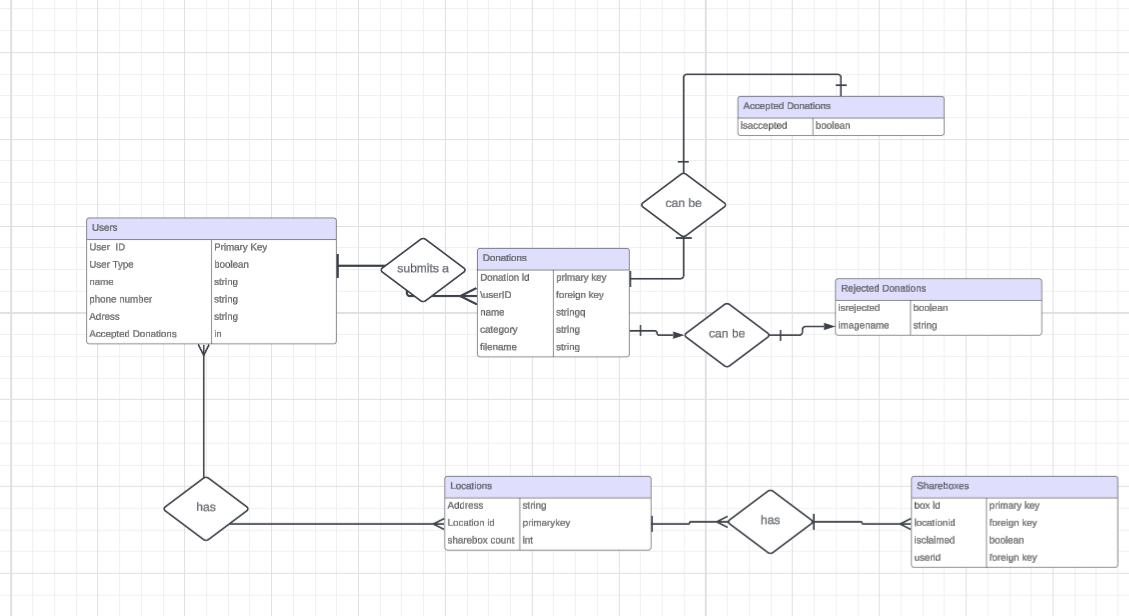 Accepted Donations
isaccepted boolean
can be
Users
User ID Primary Key
User Type boolean
name string
phone number string
Adress string
Accepted Donations in
submits a
Donations
Donation Id primary key
\userID foreign key
name stringq
category string
filename string
can be
Rejected Donations
isrejected boolean
imagename string
has
Locations
Address string
Location id primarykey
sharebox count int
has
Shareboxes
box id primary key
locationid foreign key
isclaimed boolean
userid foreign key